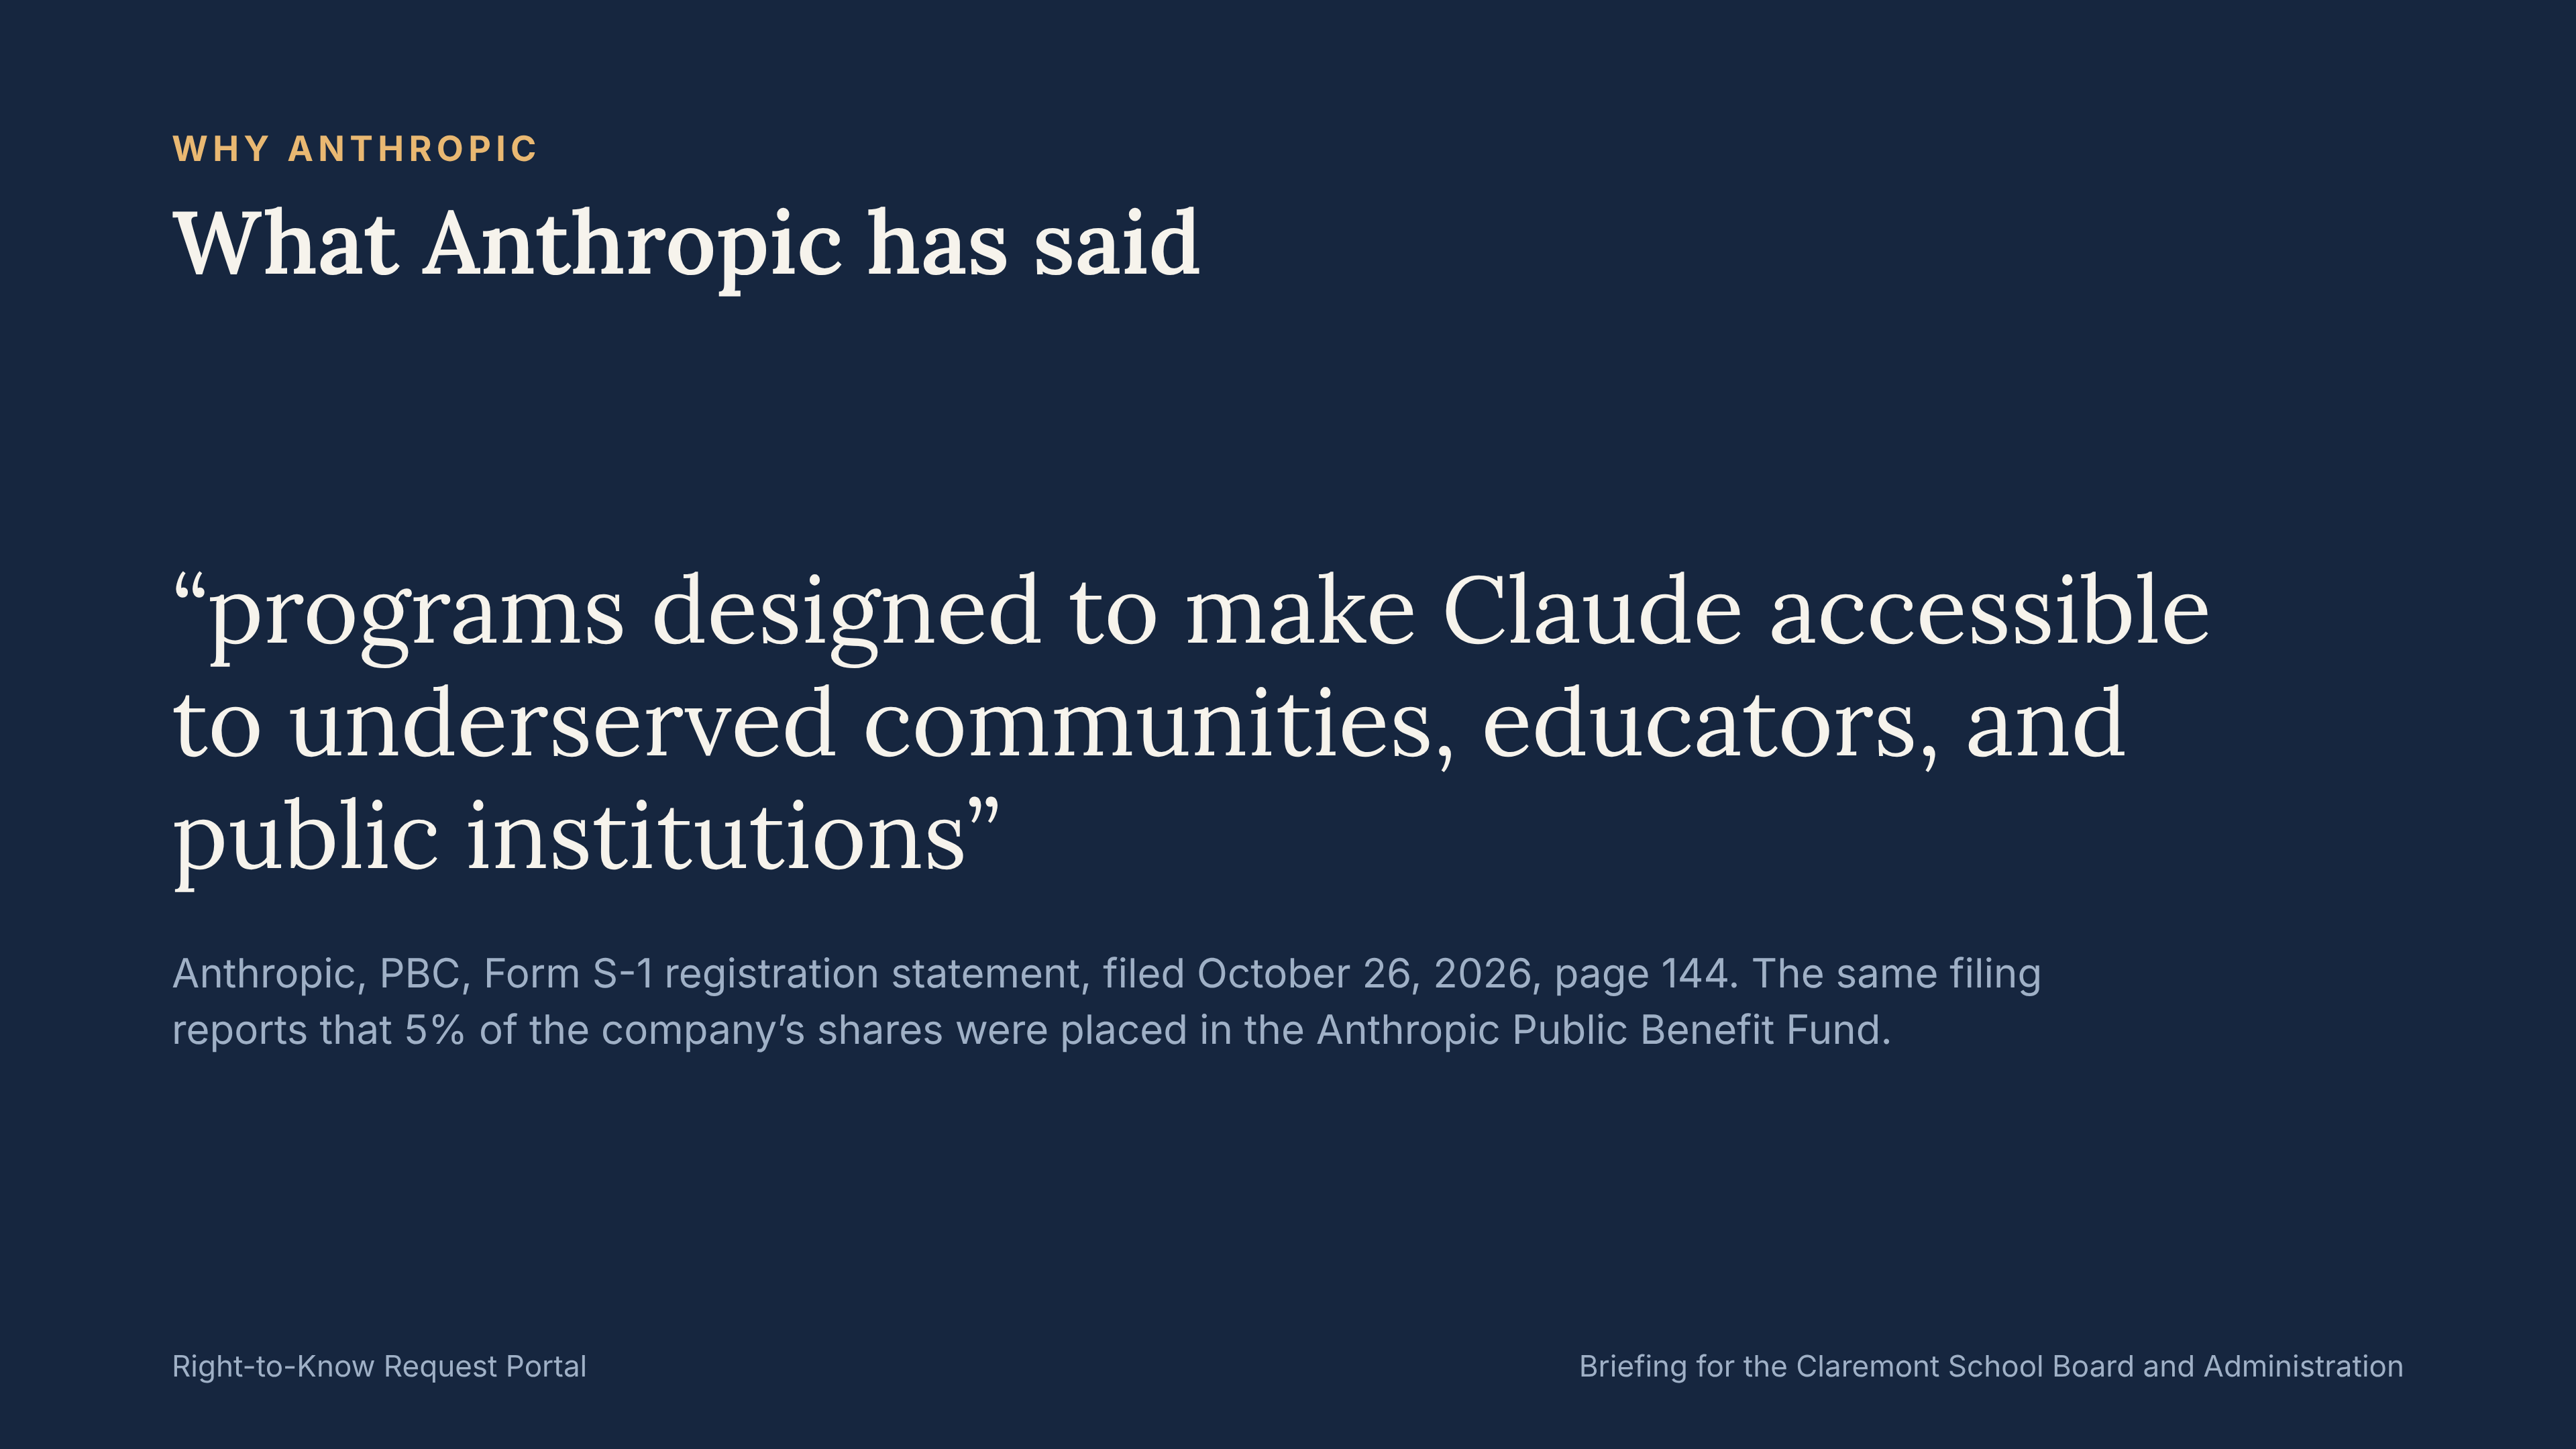 WHY ANTHROPIC
What Anthropic has said
“programs designed to make Claude accessible
to underserved communities, educators, and
public institutions”
Anthropic, PBC, Form S-1 registration statement, filed October 26, 2026, page 144. The same filing
reports that 5% of the company’s shares were placed in the Anthropic Public Benefit Fund.
Right-to-Know Request Portal
Briefing for the Claremont School Board and Administration